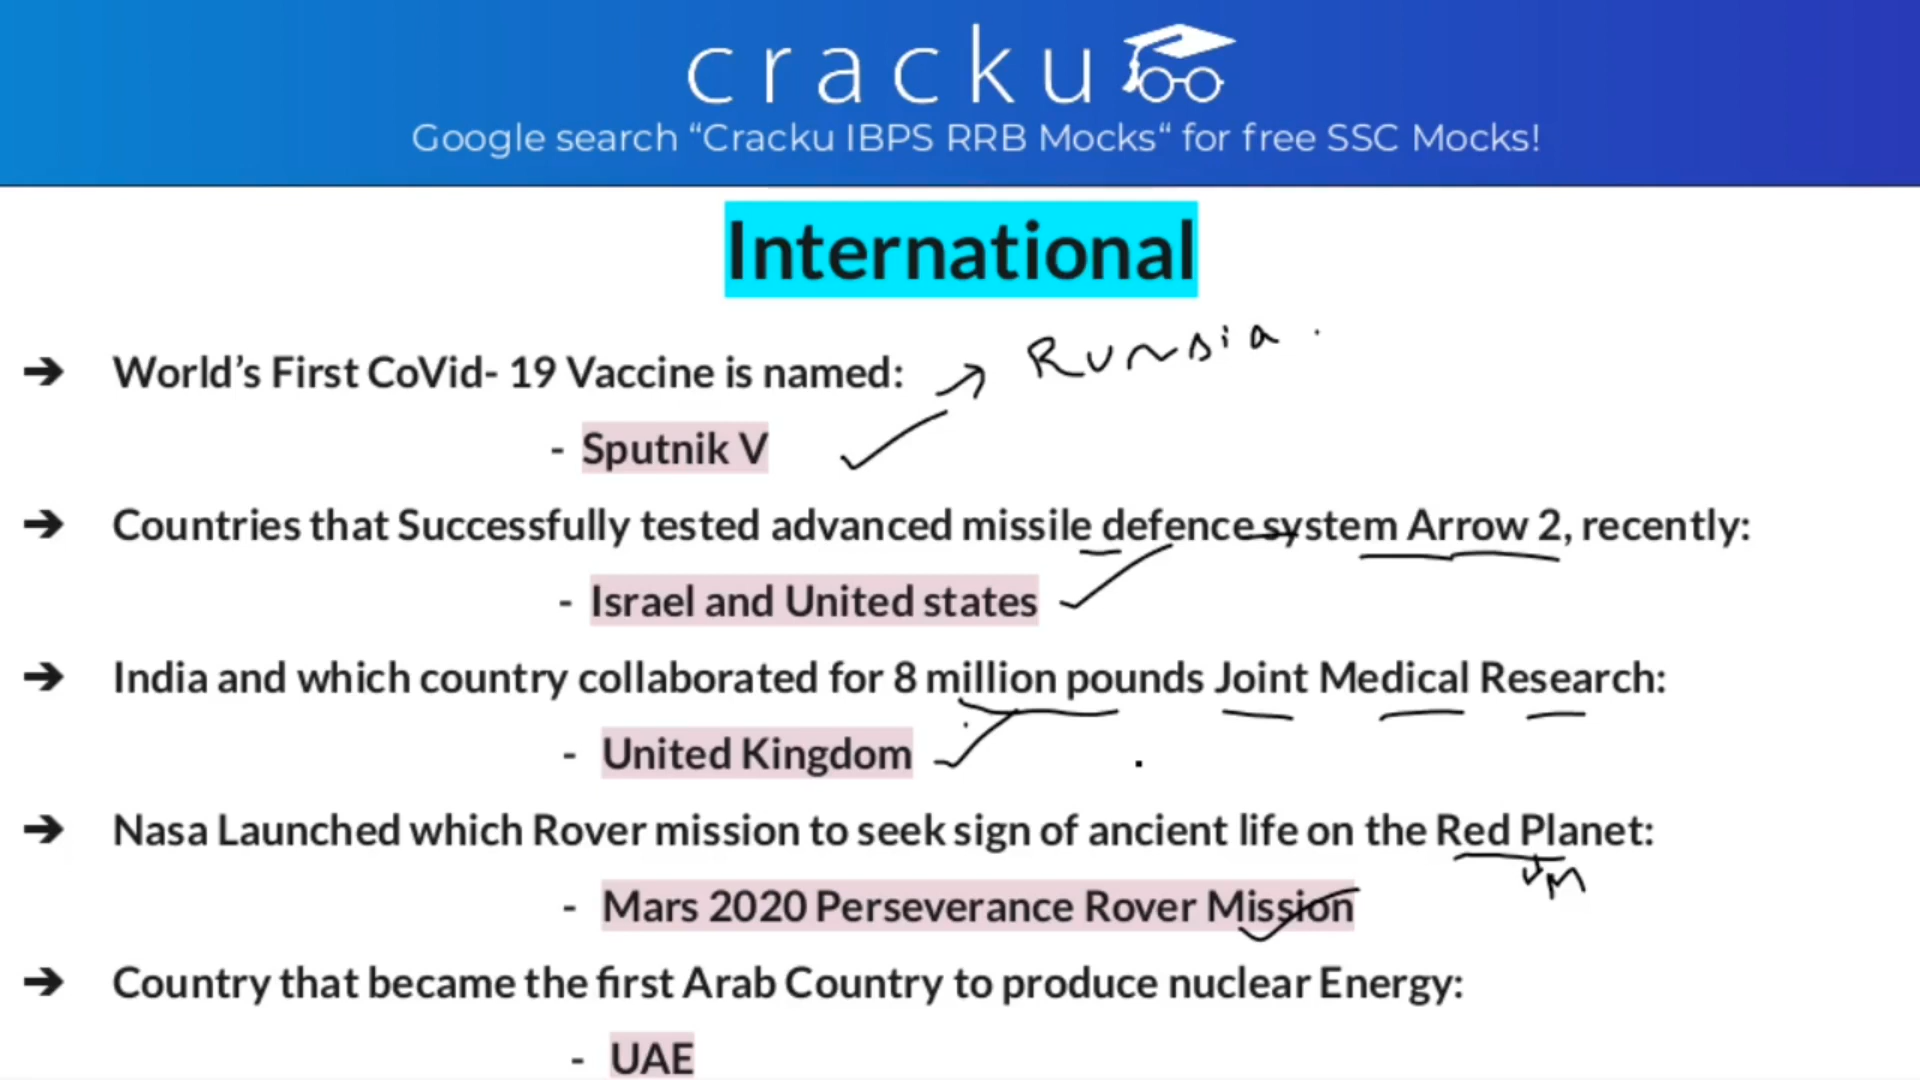 cracku
Google search “Cracku IBPS RRB Mocks“ for free SSC Mocks!
International
➔ World’s First CoVid- 19 Vaccine is named:
Russia .
- Sputnik V
➔ Countries that Successfully tested advanced missile defence system Arrow 2, recently:
- Israel and United states
➔ India and which country collaborated for 8 million pounds Joint Medical Research:
- United Kingdom
➔ Nasa Launched which Rover mission to seek sign of ancient life on the Red Planet:
M
- Mars 2020 Perseverance Rover Mission
➔ Country that became the first Arab Country to produce nuclear Energy:
- UAE